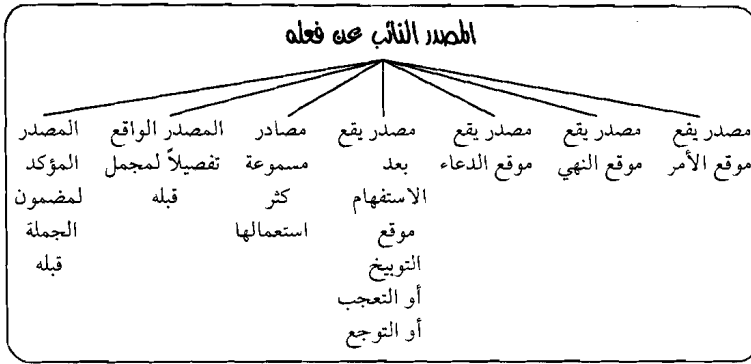 المصدر النائب عن فعله
مصدر يقع
موقع الأمر
مصدر يقع
موقع النهي
مصدر يقع
موقع الدعاء
مصدر يقع
بعد
الاستفهام
موقع
التوبيخ
أو التعجب
أو التوجع
مصادر
مسموعة
كثر
استعمالها
المصدر الواقع
تفصيلاً لمجمل
قبله
المصدر
المؤكد
لمضمون
الجملة
قبله